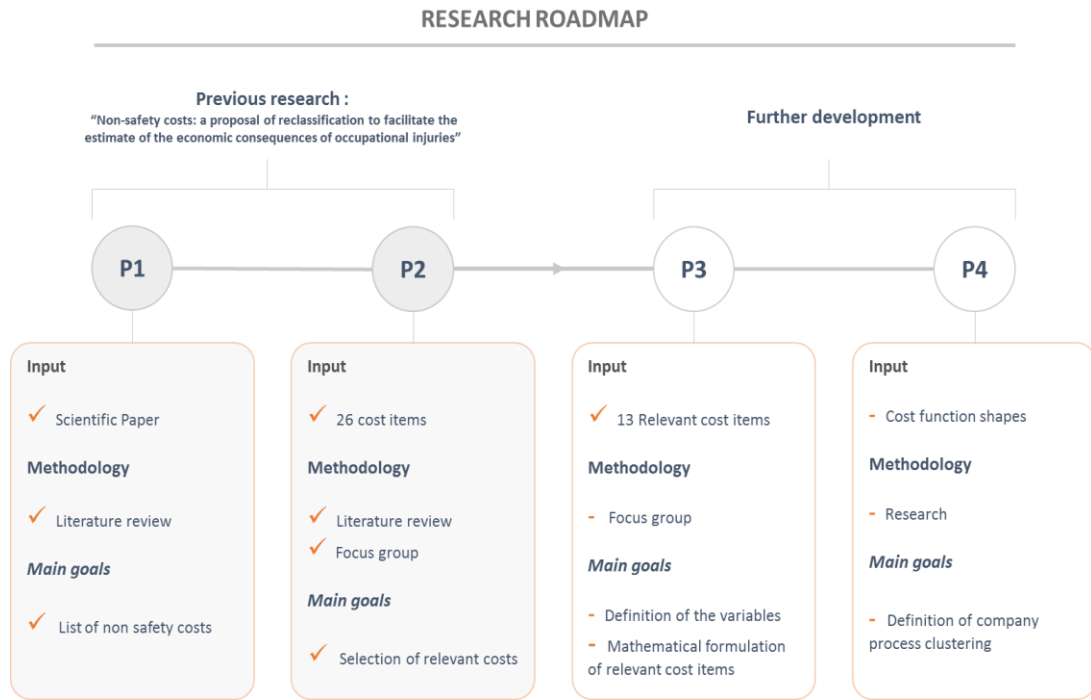 RESEARCH ROADMAP
Previous research :
“Non-safety costs: a proposal of reclassification to facilitate the
estimate of the economic consequences of occupational injuries”
Further development
P1
P2
P3
P4
Input
✓ Scientific Paper
Methodology
✓ Literature review
Main goals
✓ List of non safety costs
Input
✓ 26 cost items
Methodology
✓ Literature review
✓ Focus group
Main goals
✓ Selection of relevant costs
Input
✓ 13 Relevant cost items
Methodology
- Focus group
Main goals
- Definition of the variables
- Mathematical formulation
of relevant cost items
Input
- Cost function shapes
Methodology
- Research
Main goals
- Definition of company
process clustering